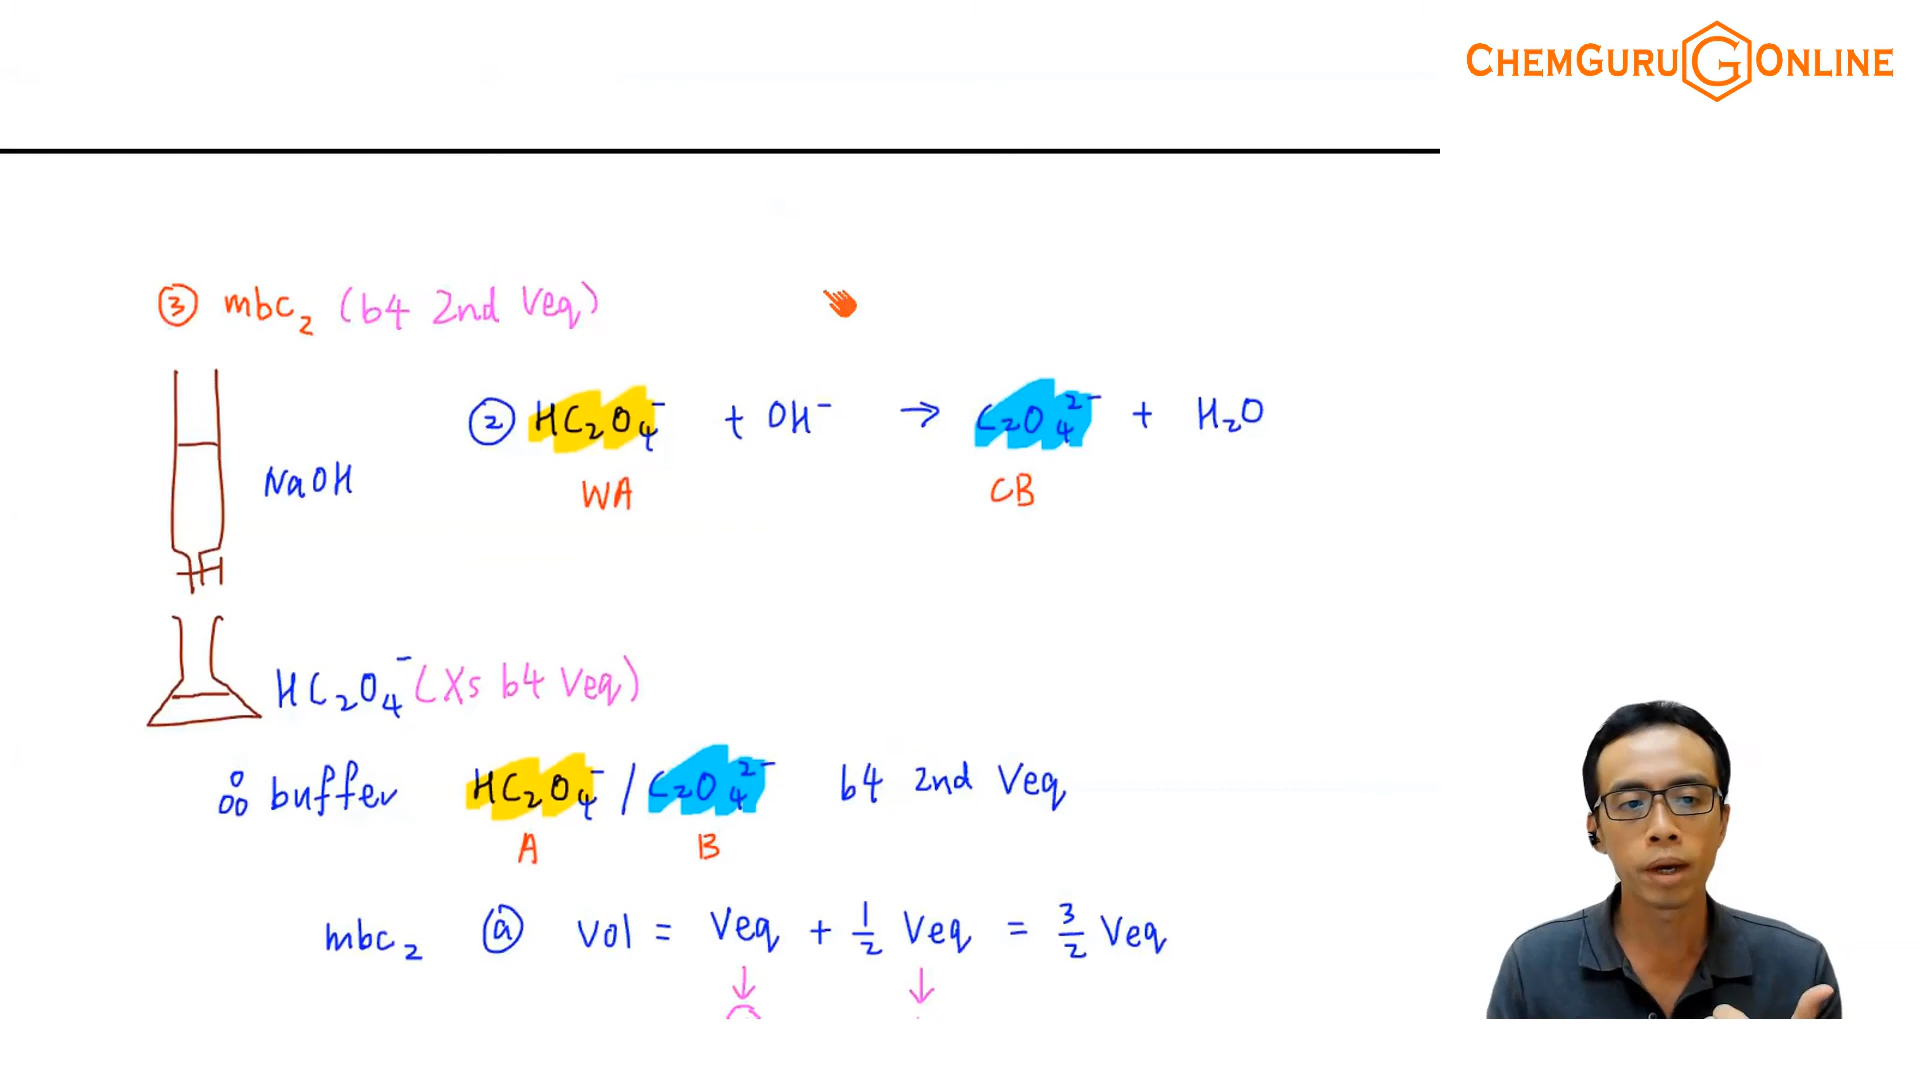 CHEMGURU G ONLINE
③ mbc₂ (b4 2nd Veq)
② HC₂O₄⁻ + OH⁻ → C₂O₄²⁻ + H₂O
WA CB
NaOH
HC₂O₄⁻ (Xs b4 Veq)
∴ buffer HC₂O₄⁻ / C₂O₄²⁻ b4 2nd Veq
A B
mbc₂ @ Vol = Veq + 1/2 Veq = 3/2 Veq
↓ ↓